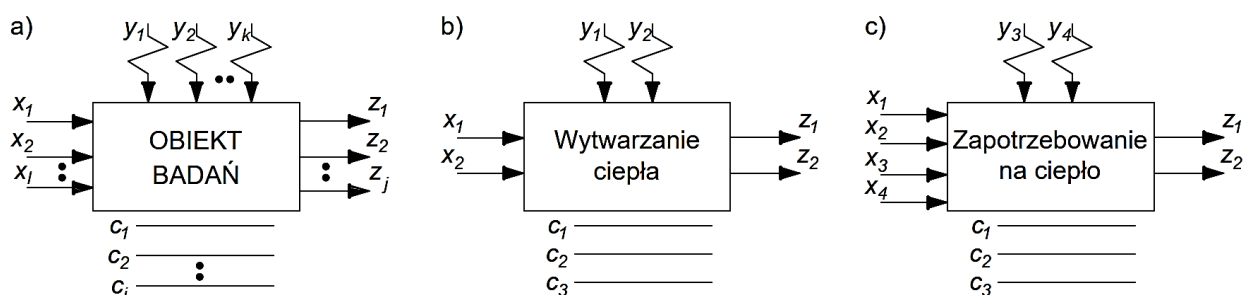 a)
y1 y2 yk
x1
x2
xl
OBIEKT
BADAŃ
z1
z2
zj
c1
c2
ci
b)
y1 y2
x1
x2
Wytwarzanie
ciepła
z1
z2
c1
c2
c3
c)
y3 y4
x1
x2
x3
x4
Zapotrzebowanie
na ciepło
z1
z2
c1
c2
c3